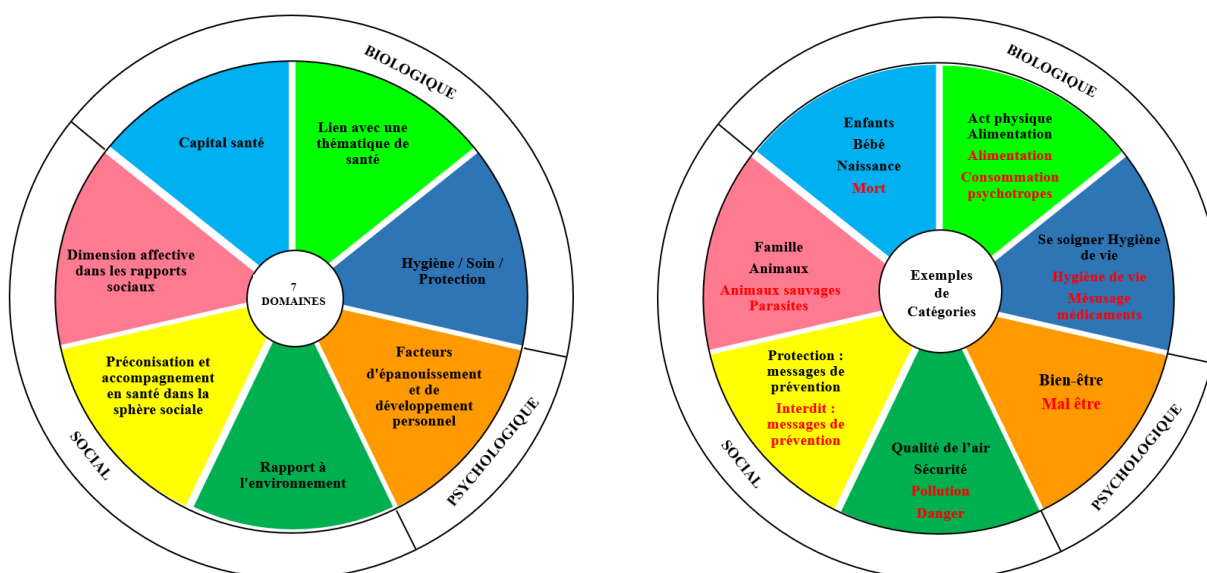 BIOLOGIQUE
Capital santé
Lien avec une
thématique de
santé
Dimension affective
dans les rapports
sociaux
Hygiène / Soin /
Protection
7
DOMAINES
Préconisation et
accompagnement
en santé dans la
sphère sociale
Facteurs
d'épanouissement
et de
développement
personnel
Rapport à
l'environnement
SOCIAL
PSYCHOLOGIQUE
BIOLOGIQUE
Enfants
Bébé
Naissance
Mort
Act physique
Alimentation
Alimentation
Consommation
psychotropes
Famille
Animaux
Animaux sauvages
Parasites
Se soigner Hygiène
de vie
Hygiène de vie
Mésusage
médicaments
Exemples
de
Catégories
Protection :
messages de
prévention
Interdit :
messages de
prévention
Bien-être
Mal être
Qualité de l'air
Sécurité
Pollution
Danger
SOCIAL
PSYCHOLOGIQUE